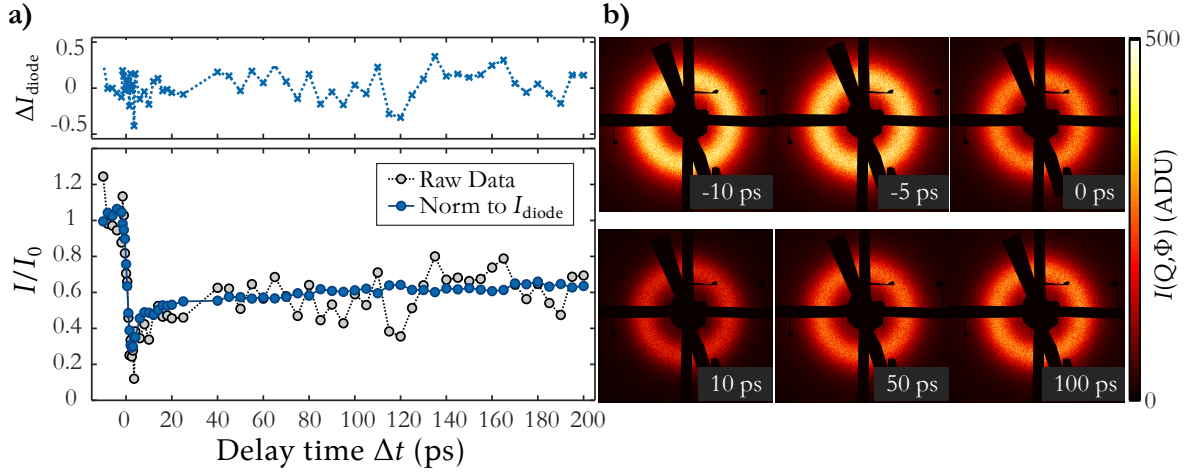 a)
ΔI_diode
0.5
0
-0.5
I/I_0
1.2
1
0.8
0.6
0.4
0.2
0
Raw Data
Norm to I_diode
0 20 40 60 80 100 120 140 160 180 200
Delay time Δt (ps)
b)
-10 ps
-5 ps
0 ps
10 ps
50 ps
100 ps
500
I(Q,Φ) (ADU)
0